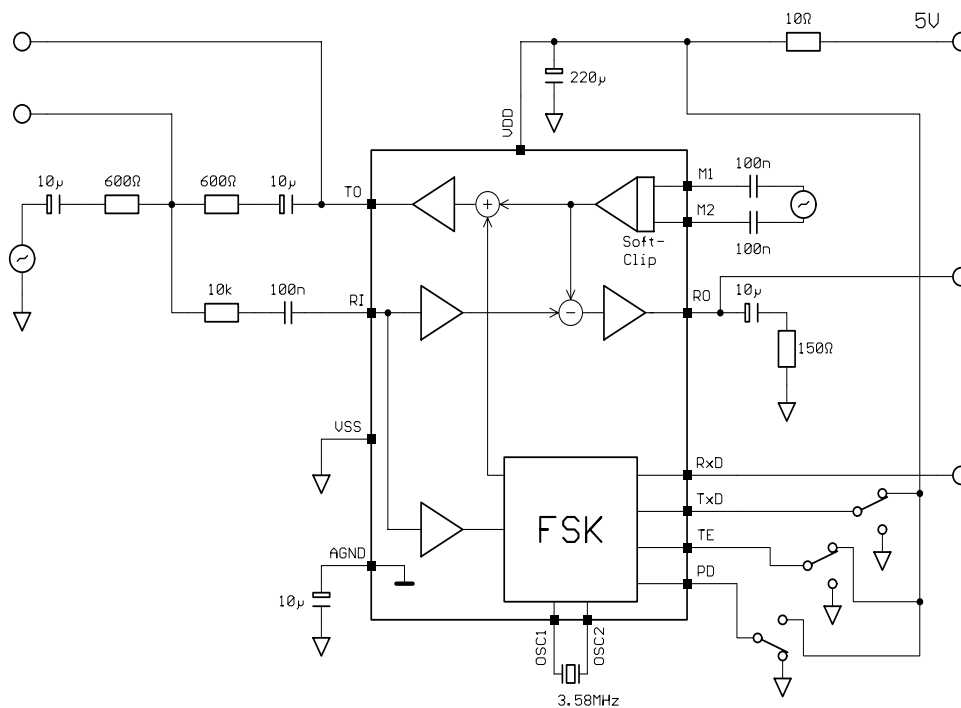 10Ω
5V
220µ
VDD
10µ
600Ω
600Ω
10µ
TO
M1
100n
M2
100n
Soft-
Clip
10k
100n
RI
RO
10µ
150Ω
VSS
RxD
TxD
FSK
TE
AGND
PD
10µ
OSC1
OSC2
3.58MHz